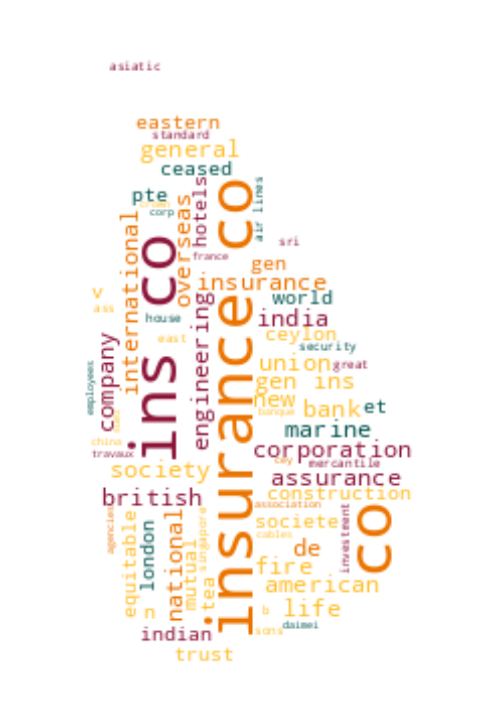 asiatic
eastern
standard
general
ceased
pte
corp
hotels
air lines
insurance co
ins co
overseas
international
sri
france
gen
insurance
v
world
ass
house
india
company
engineering
ceylon
east
security
union
great
employees
gen ins
new
bank
et
banque
marine
china
corporation
travaux
cey
mercantile
society
assurance
british
construction
association
agencies
equitable
london
national
mutual
singapore
societe
investment
co
cables
de
fire
tea
american
n
b
life
indian
sons
daimei
trust